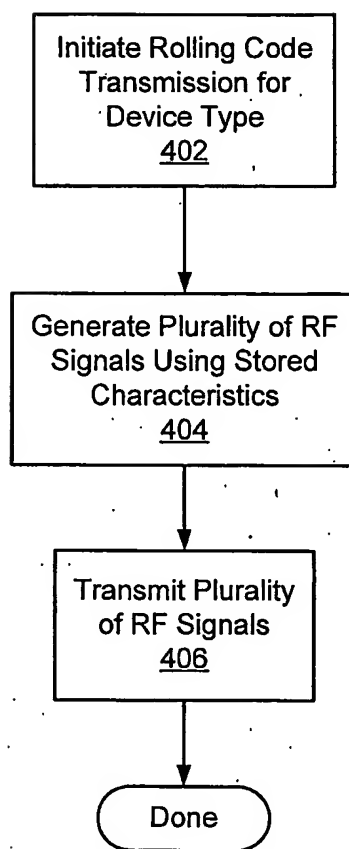 Initiate Rolling Code
Transmission for
Device Type
402
Generate Plurality of RF
Signals Using Stored
Characteristics
404
Transmit Plurality
of RF Signals
406
Done